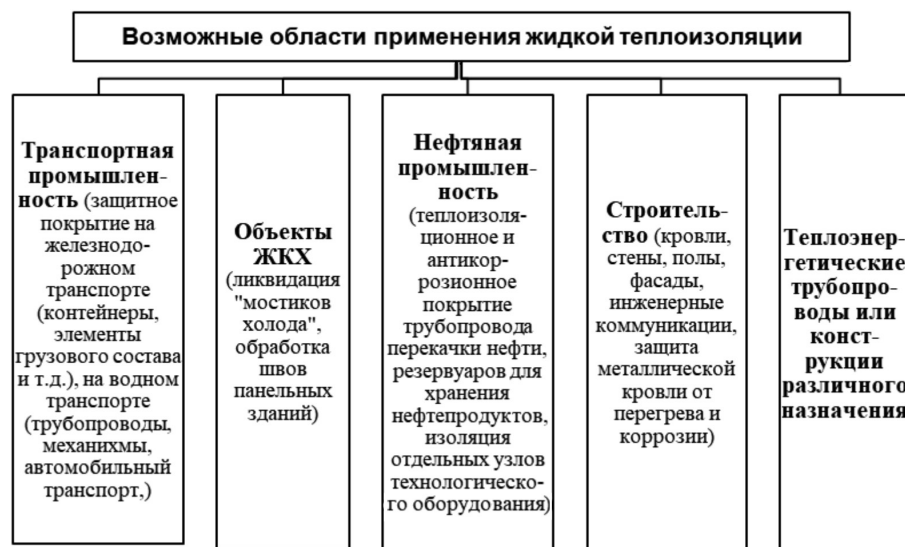 Возможные области применения жидкой теплоизоляции
Транспортная
промышлен-
ность (защитное
покрытие на
железнодо-
рожном
транспорте
(контейнеры,
элементы
грузового состава
и т.д.), на водном
транспорте
(трубопроводы,
механихмы,
автомобильный
транспорт,)
Объекты
ЖКХ
(ликвидация
"мостиков
холода",
обработка
швов
панельных
зданий)
Нефтяная
промышлен-
ность
(теплоизоля-
ционное и
антикор-
розионное
покрытие
трубопровода
перекачки нефти,
резервуаров для
хранения
нефтепродуктов,
изоляция
отдельных узлов
технологическо-
го оборудования)
Строитель-
ство (кровли,
стены, полы,
фасады,
инженерные
коммуникации,
защита
металлической
кровли от
перегрева и
коррозии)
Теплоэнер-
гетические
трубопро-
воды или
конст-
рукции
различного
назначения